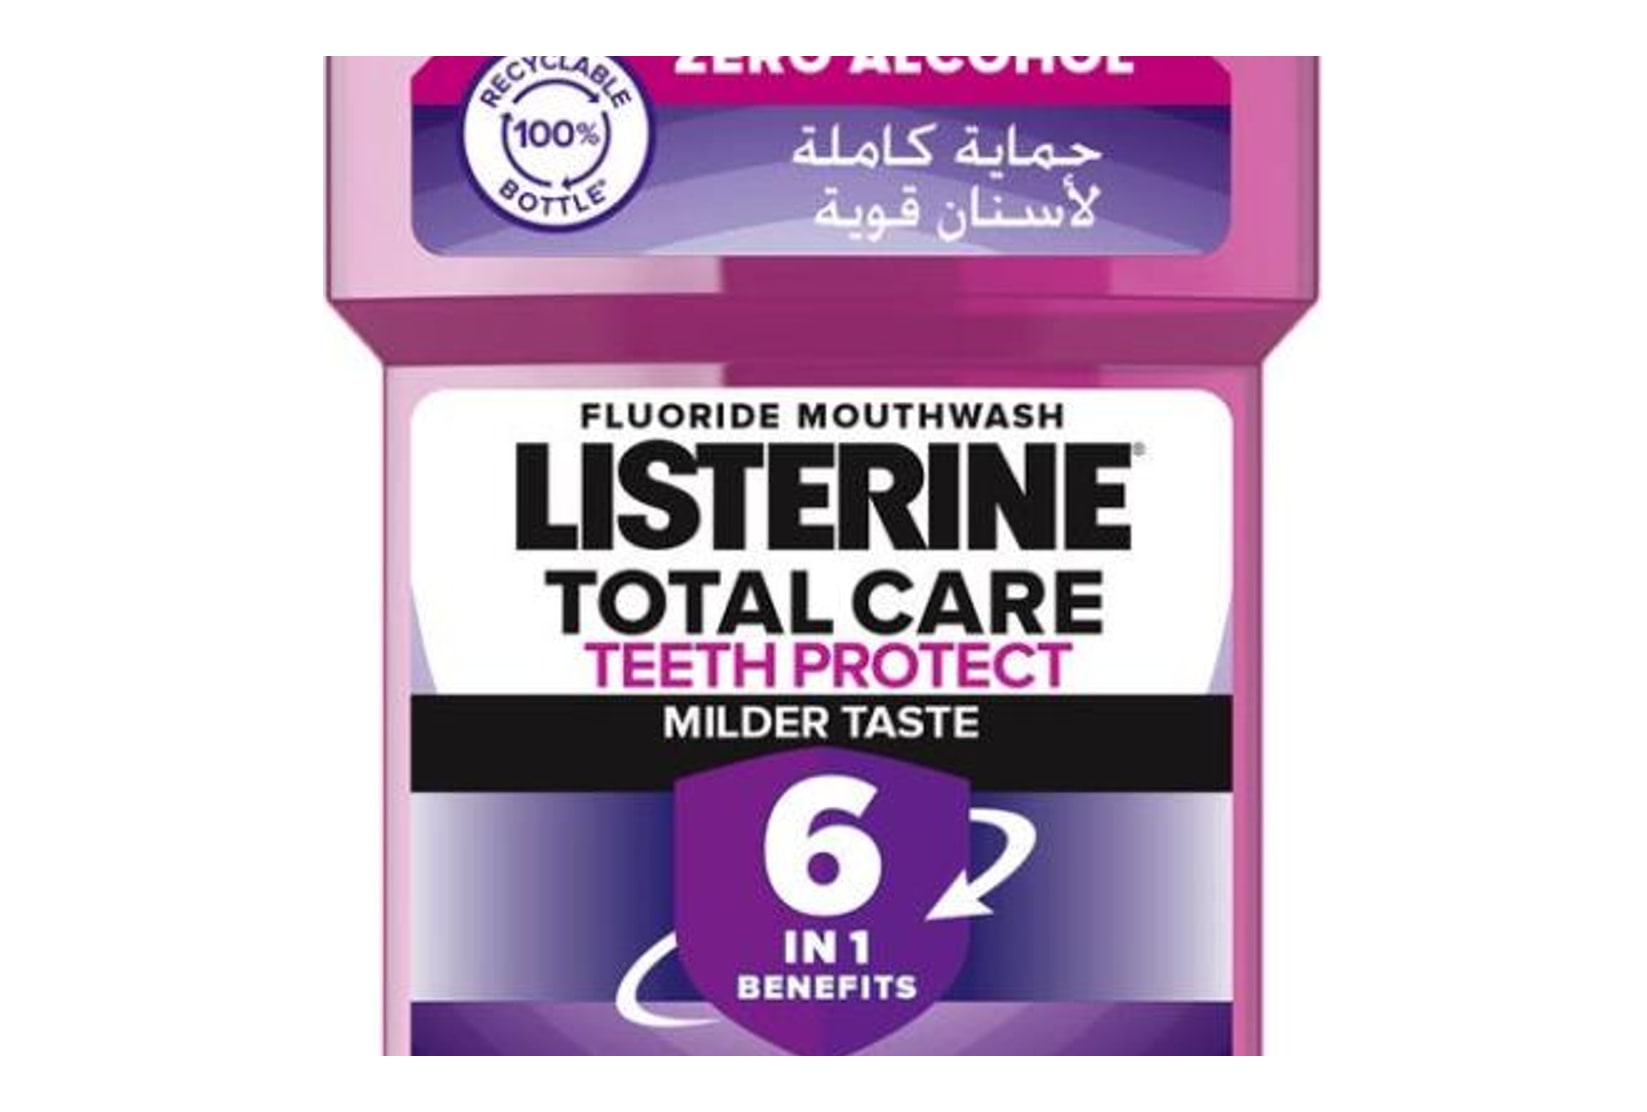 ZERO ALCOHOL
RECYCLABLE
100%
BOTTLE*
حماية كاملة
لأسنان قوية
FLUORIDE MOUTHWASH
LISTERINE®
TOTAL CARE
TEETH PROTECT
MILDER TASTE
6
IN 1
BENEFITS